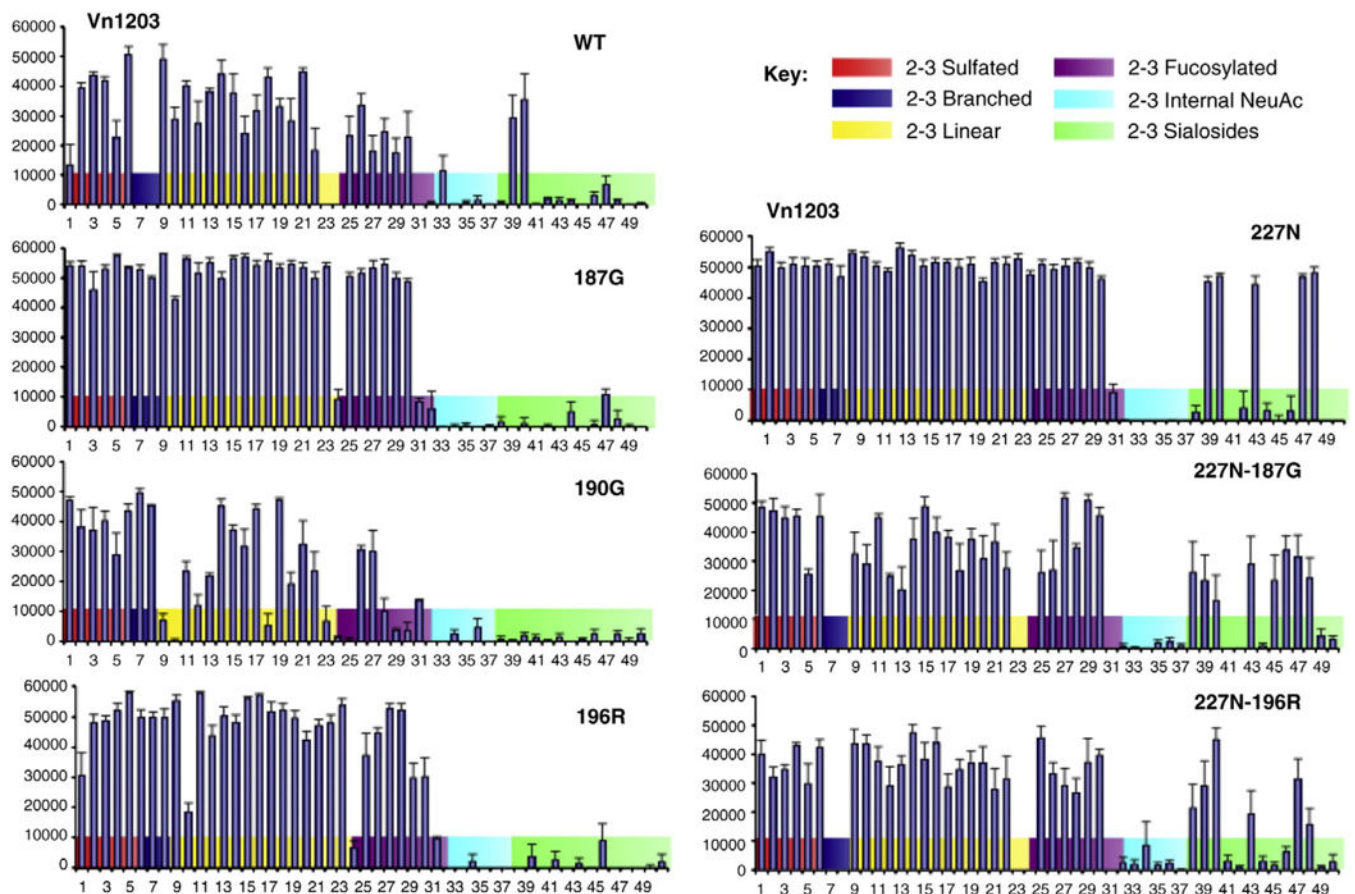 Vn1203
WT
60000
50000
40000
30000
20000
10000
0
1 3 5 7 9 11 13 15 17 19 21 23 25 27 29 31 33 35 37 39 41 43 45 47 49
187G
60000
50000
40000
30000
20000
10000
0
1 3 5 7 9 11 13 15 17 19 21 23 25 27 29 31 33 35 37 39 41 43 45 47 49
190G
60000
50000
40000
30000
20000
10000
0
1 3 5 7 9 11 13 15 17 19 21 23 25 27 29 31 33 35 37 39 41 43 45 47 49
196R
60000
50000
40000
30000
20000
10000
0
1 3 5 7 9 11 13 15 17 19 21 23 25 27 29 31 33 35 37 39 41 43 45 47 49
Key:
2-3 Sulfated
2-3 Fucosylated
2-3 Branched
2-3 Internal NeuAc
2-3 Linear
2-3 Sialosides
Vn1203
227N
60000
50000
40000
30000
20000
10000
0
1 3 5 7 9 11 13 15 17 19 21 23 25 27 29 31 33 35 37 39 41 43 45 47 49
227N-187G
60000
50000
40000
30000
20000
10000
0
1 3 5 7 9 11 13 15 17 19 21 23 25 27 29 31 33 35 37 39 41 43 45 47 49
227N-196R
60000
50000
40000
30000
20000
10000
0
1 3 5 7 9 11 13 15 17 19 21 23 25 27 29 31 33 35 37 39 41 43 45 47 49